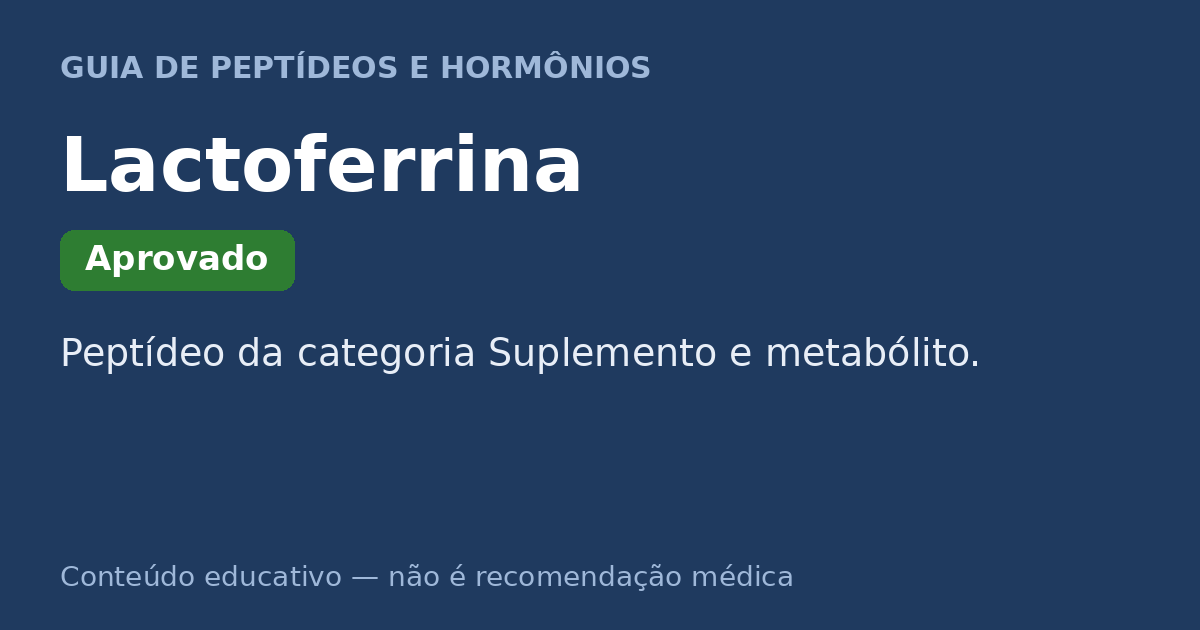 GUIA DE PEPTÍDEOS E HORMÔNIOS
Lactoferrina
Aprovado
Peptídeo da categoria Suplemento e metabólito.
Conteúdo educativo — não é recomendação médica